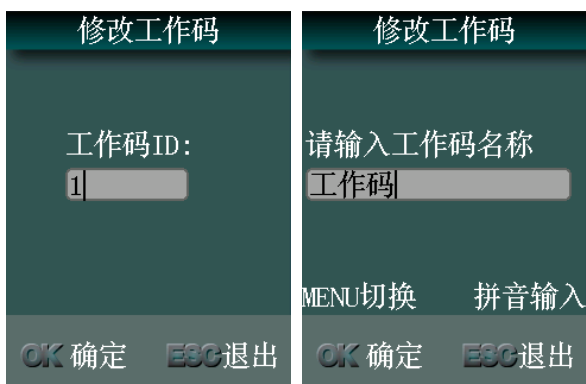 修改工作码
工作码ID:
1
OK 确定 ESC退出
修改工作码
请输入工作码名称
工作码
MENU切换 拼音输入
OK 确定 ESC退出